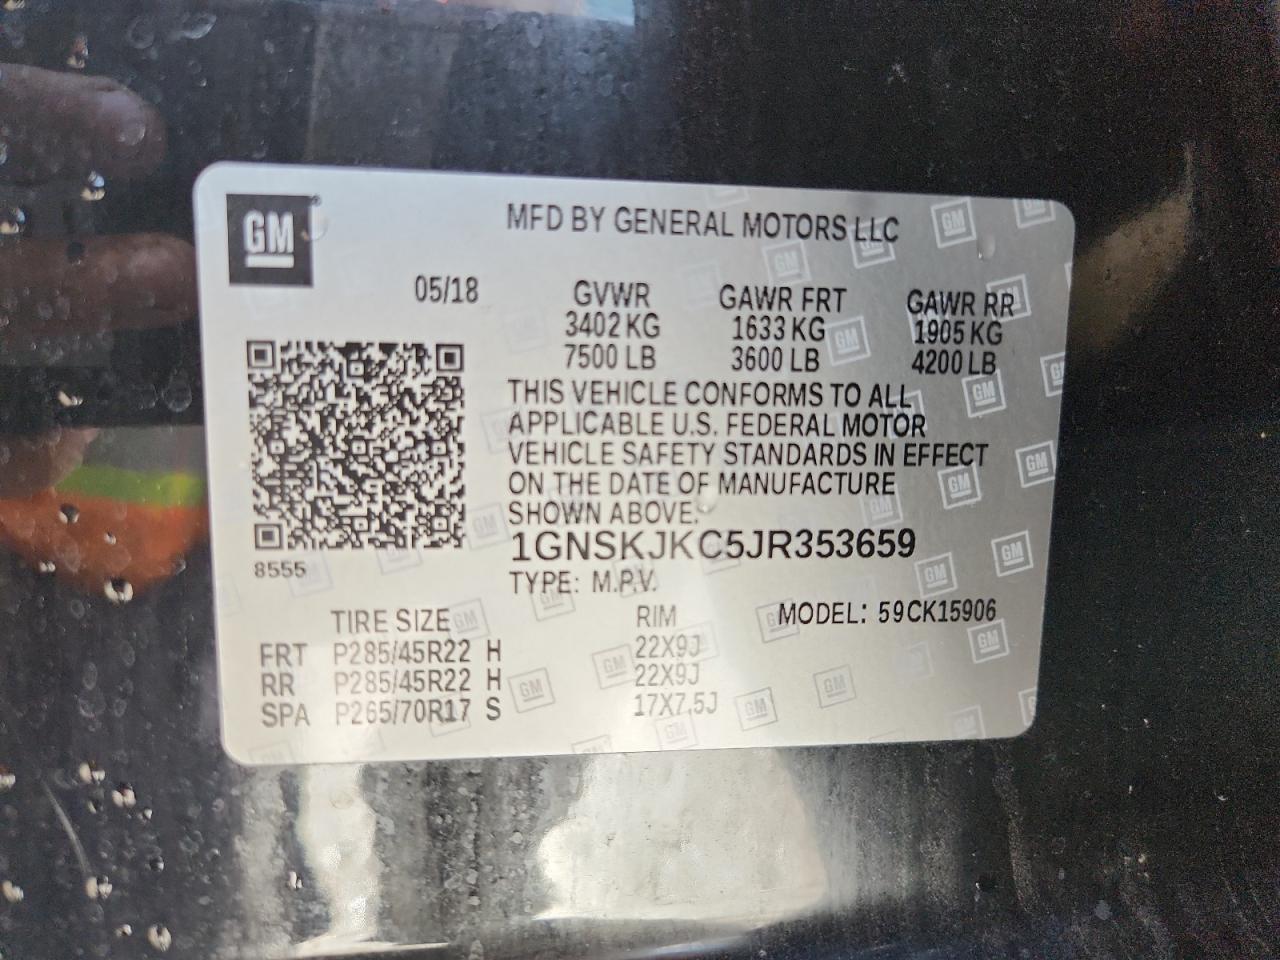 GM
MFD BY GENERAL MOTORS LLC
05/18
GVWR GAWR FRT GAWR RR
3402 KG 1633 KG 1905 KG
7500 LB 3600 LB 4200 LB
THIS VEHICLE CONFORMS TO ALL
APPLICABLE U.S. FEDERAL MOTOR
VEHICLE SAFETY STANDARDS IN EFFECT
ON THE DATE OF MANUFACTURE
SHOWN ABOVE.
1GNSKJKC5JR353659
8555
TYPE: M.P.V.
MODEL: 59CK15906
TIRE SIZE RIM
FRT P285/45R22 H 22X9J
RR P285/45R22 H 22X9J
SPA P265/70R17 S 17X7.5J